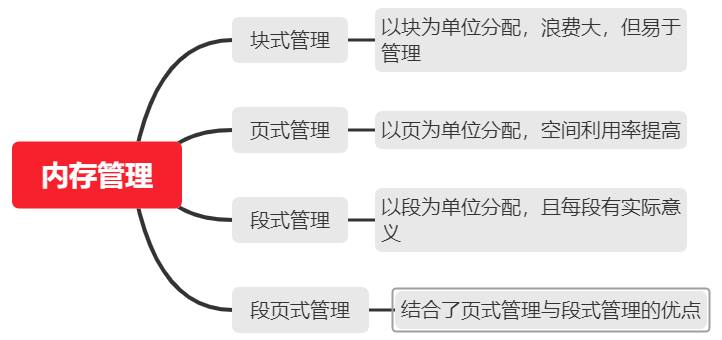 内存管理
块式管理
以块为单位分配，浪费大，但易于
管理
页式管理
以页为单位分配，空间利用率提高
段式管理
以段为单位分配，且每段有实际意
义
段页式管理
结合了页式管理与段式管理的优点